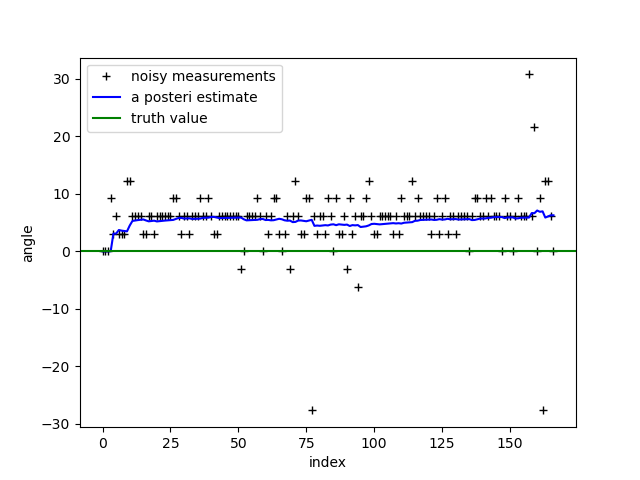 30
20
10
0
−10
−20
−30
angle
noisy measurements
a posteri estimate
truth value
0 25 50 75 100 125 150
index